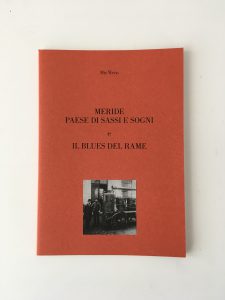 MERIDE
PAESE DI SASSI E SOGNI
e
IL BLUES DEL RAME